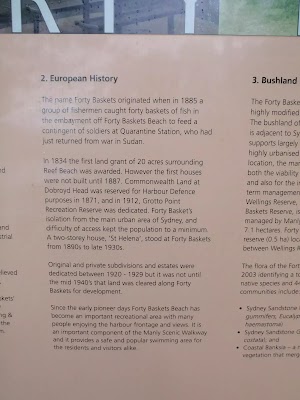 R T Y
2. European History
The name Forty Baskets originated when in 1885 a
group of fishermen caught forty baskets of fish in
the embayment off Forty Baskets Beach to feed a
contingent of soldiers at Quarantine Station, who had
just returned from war in Sudan.
In 1834 the first land grant of 20 acres surrounding
Reef Beach was awarded. However the first houses
were not built until 1887. Commonwealth Land at
Dobroyd Head was reserved for Harbour Defence
purposes in 1871, and in 1912, Grotto Point
Recreation Reserve was dedicated. Forty Basket's
isolation from the main urban area of Sydney, and
difficulty of access kept the population to a minimum.
A two-storey house, 'St Helena', stood at Forty Baskets
from 1890s to late 1930s.
Original and private subdivisions and estates were
dedicated between 1920 - 1929 but it was not until
the mid 1940's that land was cleared along Forty
Baskets for development.
Since the early pioneer days Forty Baskets Beach has
become an important recreational area with many
people enjoying the harbour frontage and views. It is
an important component of the Manly Scenic Walkway
and it provides a safe and popular swimming area for
the residents and visitors alike.
3. Bushland
The Forty Baske
highly modified
The bushland of
is adjacent to Sy
supports largely
highly urbanised
location, the mar
both the viability
and also for the i
term managemen
Wellings Reserve,
Baskets Reserve, is
managed by Manly
7.1 hectares. Forty
reserve (0.5 ha) loc
between Wellings R
The flora of the Fort
2003 identifying a to
native species and 44
communities include:
• Sydney Sandstone
gummifera, Eucalypt
haemastoma)
• Sydney Sandstone G
costata), and
• Coastal Banksia – a
vegetation that merg